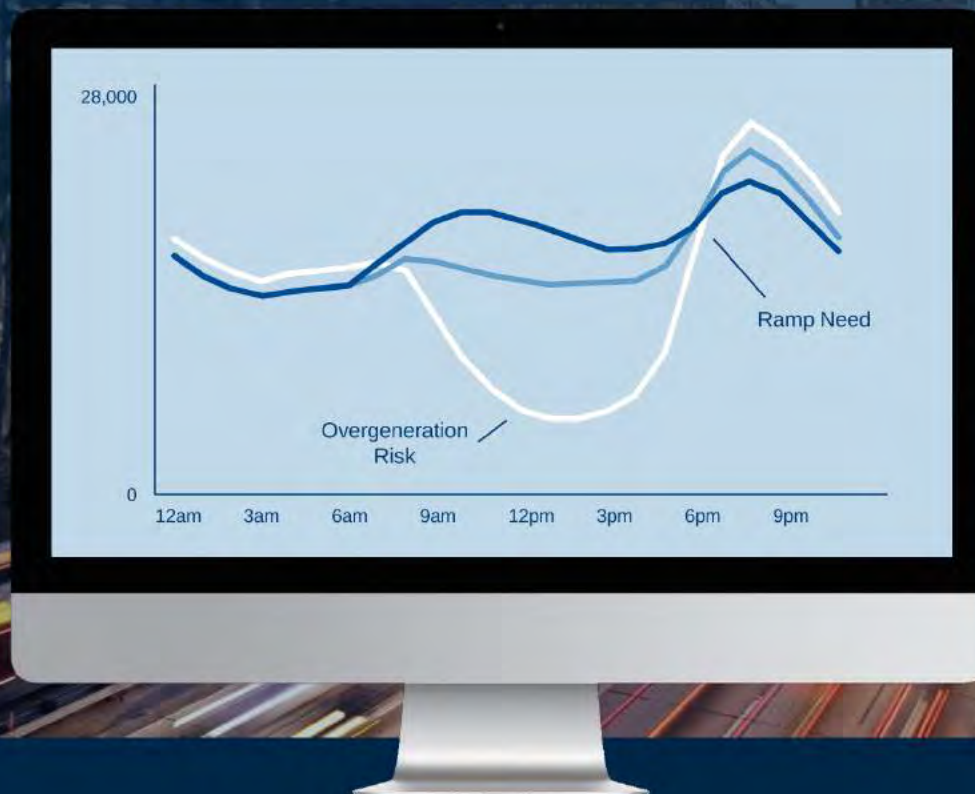 28,000
Ramp Need
Overgeneration
Risk
0
12am 3am 6am 9am 12pm 3pm 6pm 9pm